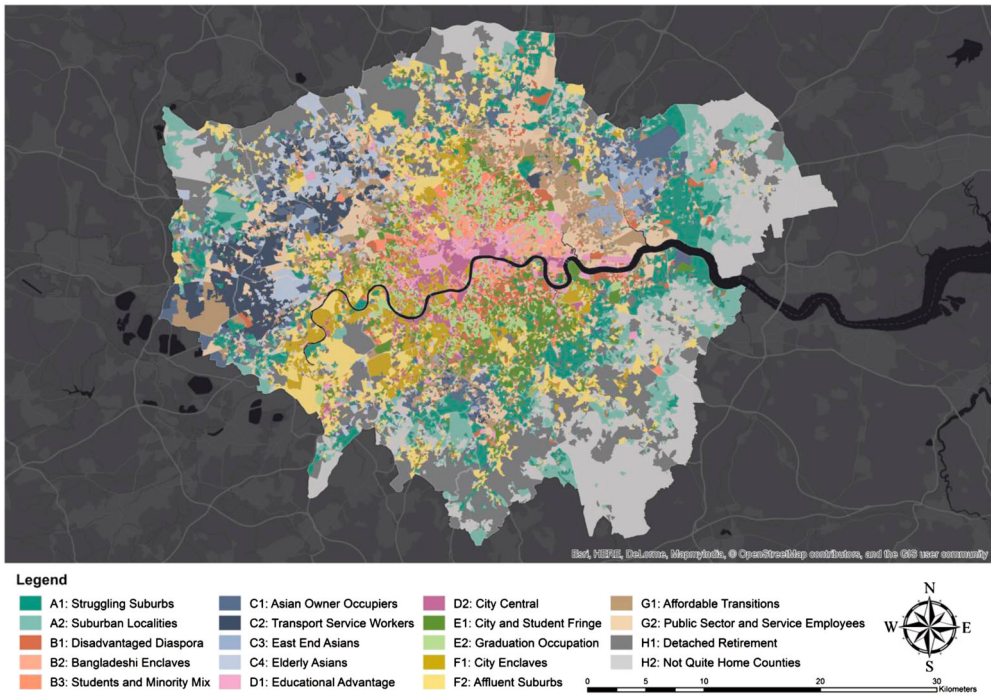 Esri, HERE, DeLorme, MapmyIndia, © OpenStreetMap contributors, and the GIS user community
Legend
A1: Struggling Suburbs
A2: Suburban Localities
B1: Disadvantaged Diaspora
B2: Bangladeshi Enclaves
B3: Students and Minority Mix
C1: Asian Owner Occupiers
C2: Transport Service Workers
C3: East End Asians
C4: Elderly Asians
D1: Educational Advantage
D2: City Central
E1: City and Student Fringe
E2: Graduation Occupation
F1: City Enclaves
F2: Affluent Suburbs
G1: Affordable Transitions
G2: Public Sector and Service Employees
H1: Detached Retirement
H2: Not Quite Home Counties
N
W E
S
0 5 10 20 30
Kilometers